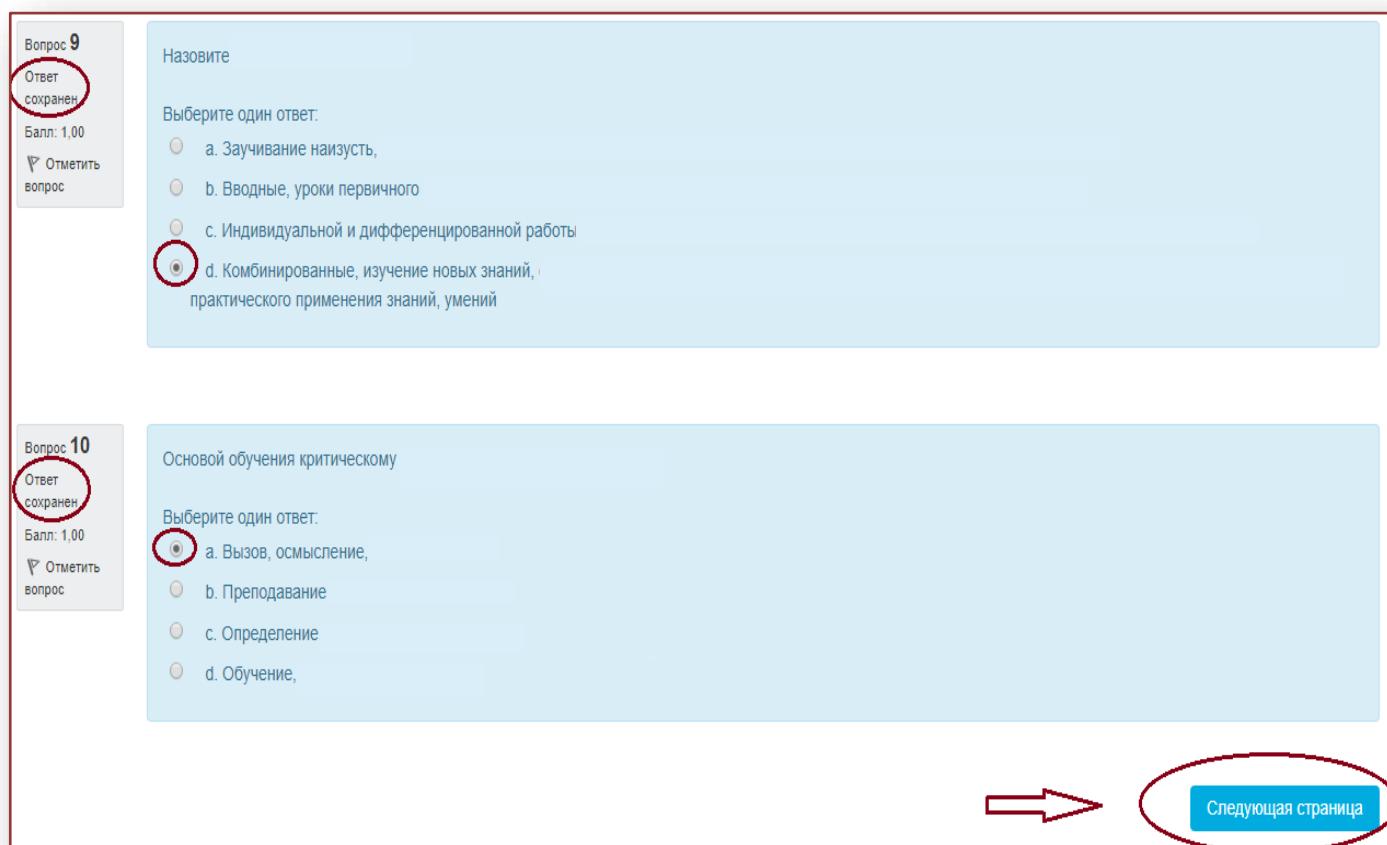 Вопрос 9
Ответ
сохранен
Балл: 1,00
Отметить
вопрос
Назовите
Выберите один ответ:
a. Заучивание наизусть,
b. Вводные, уроки первичного
c. Индивидуальной и дифференцированной работы
d. Комбинированные, изучение новых знаний,
практического применения знаний, умений
Вопрос 10
Ответ
сохранен
Балл: 1,00
Отметить
вопрос
Основой обучения критическому
Выберите один ответ:
a. Вызов, осмысление,
b. Преподавание
c. Определение
d. Обучение,
Следующая страница